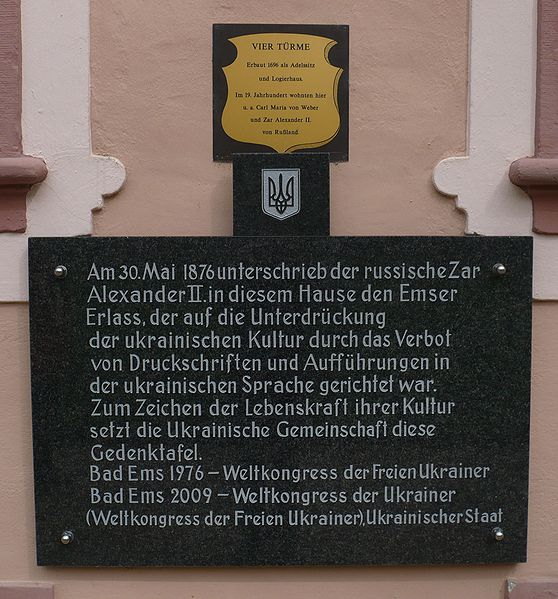 VIER TÜRME
Erbaut 1696 als Adelssitz
und Logierhaus.
Im 19. Jahrhundert wohnten hier
u. a. Carl Maria von Weber
und Zar Alexander II.
von Rußland.
Am 30. Mai 1876 unterschrieb der russische Zar
Alexander II. in diesem Hause den Emser
Erlass, der auf die Unterdrückung
der ukrainischen Kultur durch das Verbot
von Druckschriften und Aufführungen in
der ukrainischen Sprache gerichtet war.
Zum Zeichen der Lebenskraft ihrer Kultur
setzt die Ukrainische Gemeinschaft diese
Gedenktafel.
Bad Ems 1976 – Weltkongress der Freien Ukrainer
Bad Ems 2009 – Weltkongress der Ukrainer
(Weltkongress der Freien Ukrainer), Ukrainischer Staat